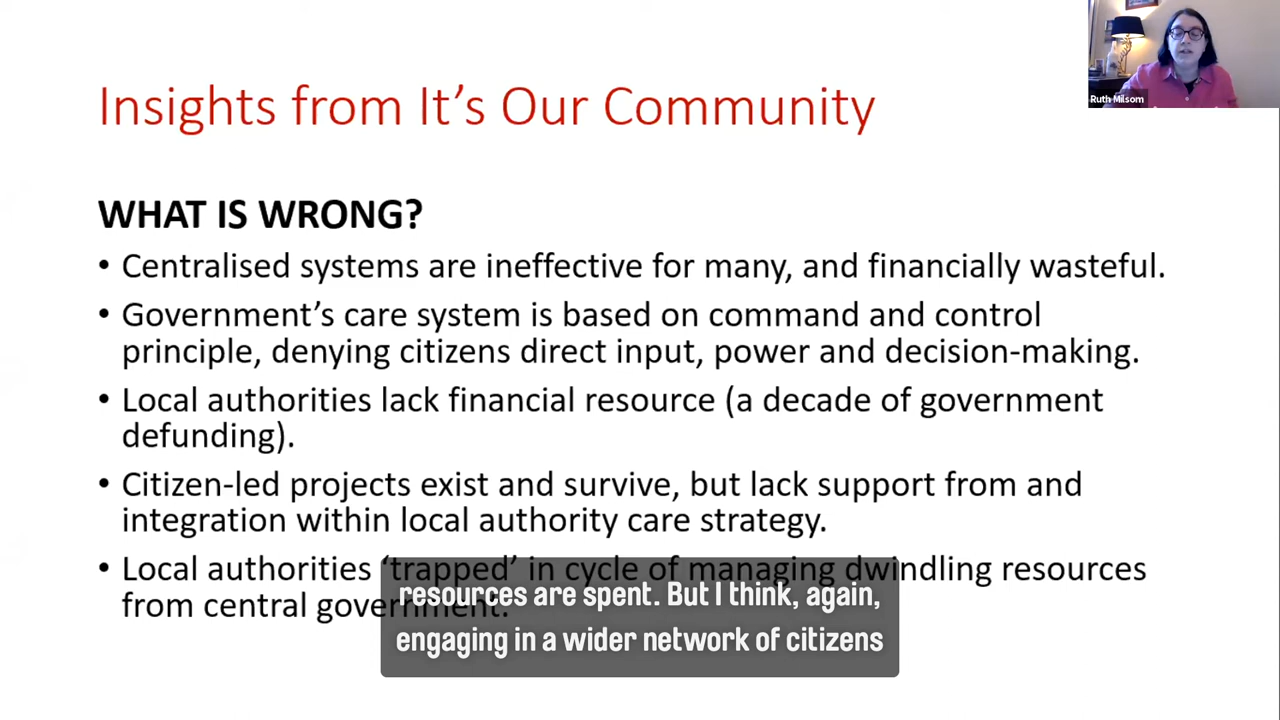 Insights from It's Our Community
Ruth Milsom
WHAT IS WRONG?
• Centralised systems are ineffective for many, and financially wasteful.
• Government's care system is based on command and control
principle, denying citizens direct input, power and decision-making.
• Local authorities lack financial resource (a decade of government
defunding).
• Citizen-led projects exist and survive, but lack support from and
integration within local authority care strategy.
• Local authorities 'trapped' in cycle of managing dwindling resources
from central government.
resources are spent. But I think, again,
engaging in a wider network of citizens